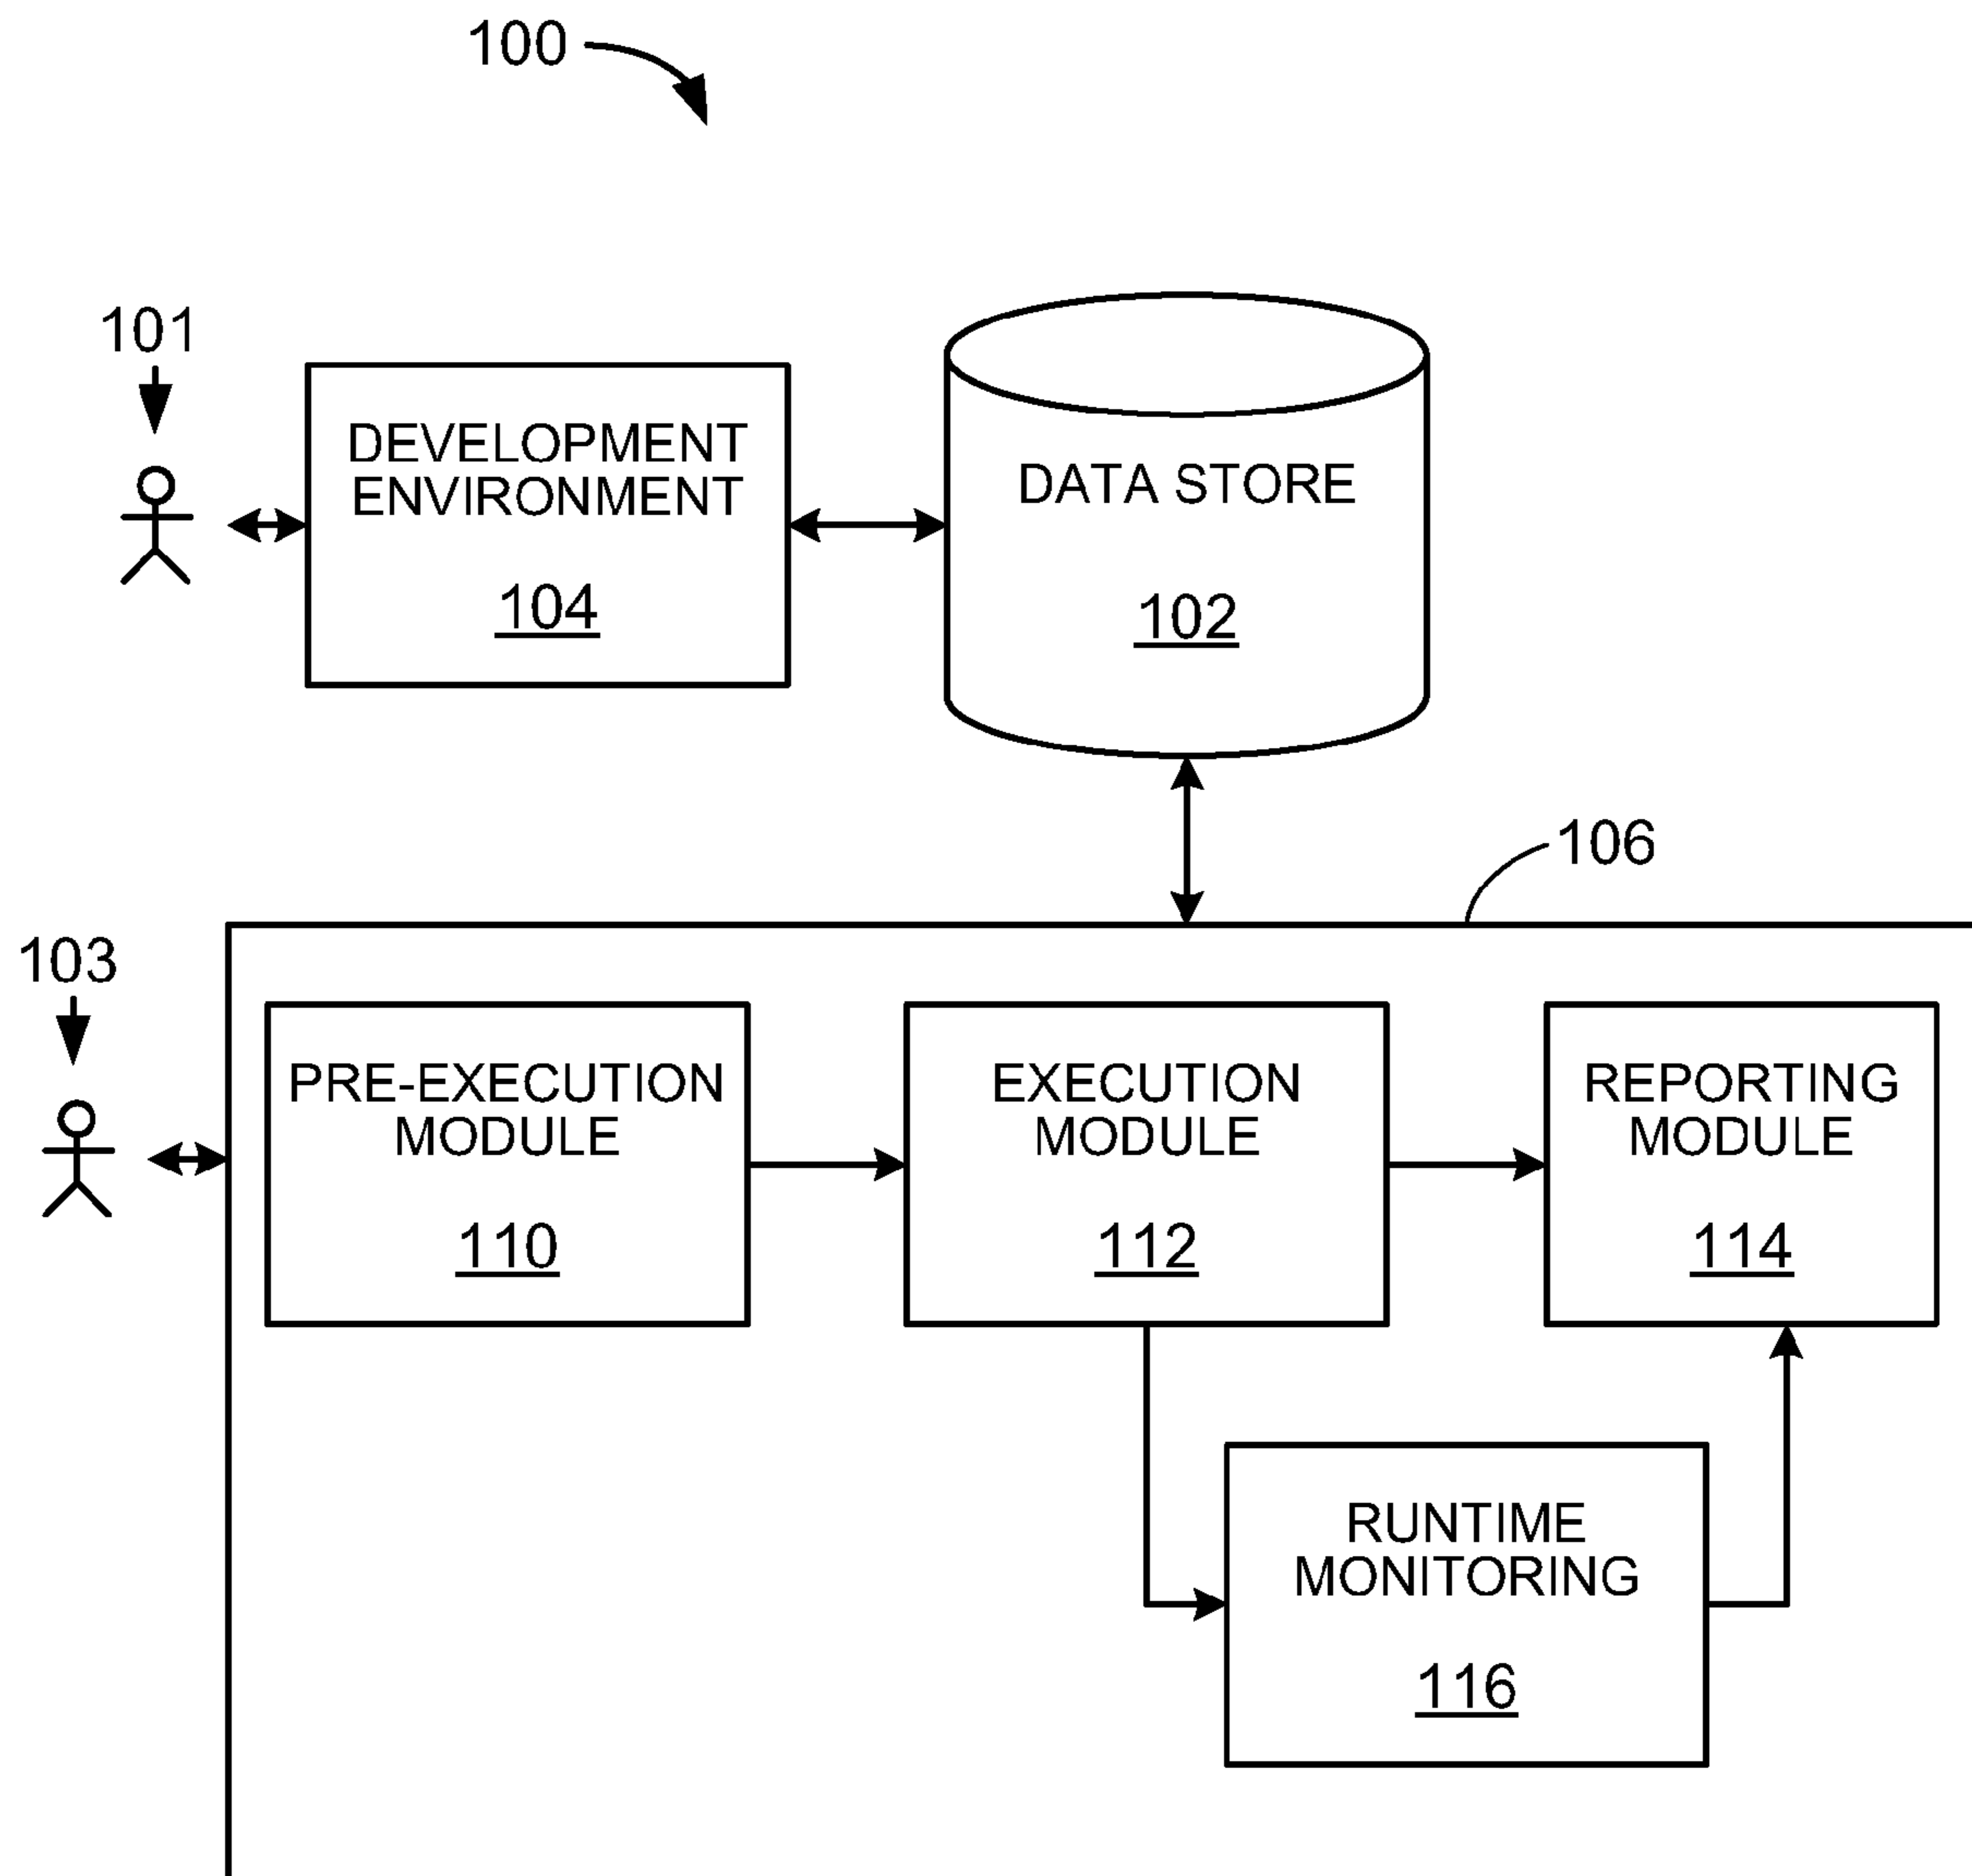 100
101
DEVELOPMENT
ENVIRONMENT
104
DATA STORE
102
106
103
PRE-EXECUTION
MODULE
110
EXECUTION
MODULE
112
REPORTING
MODULE
114
RUNTIME
MONITORING
116